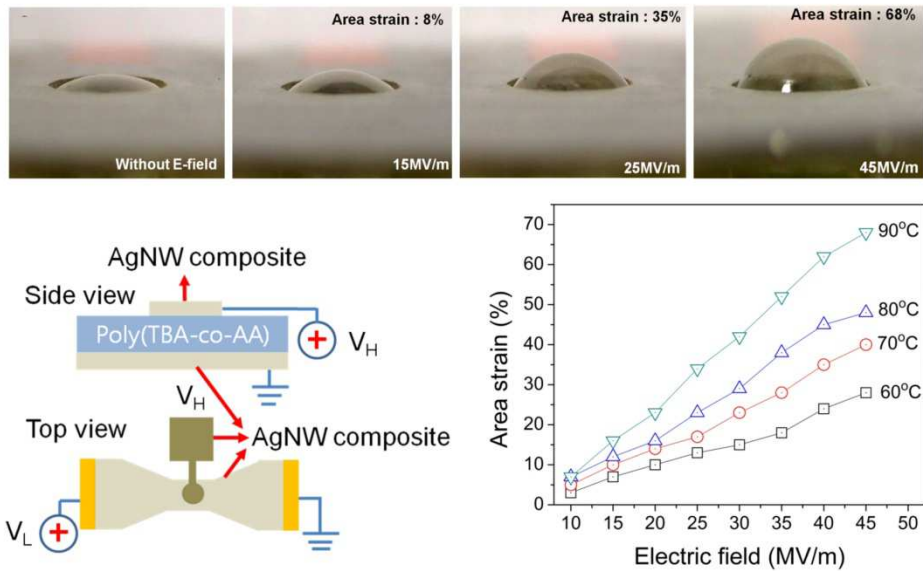 Area strain : 8%
Area strain : 35%
Area strain : 68%
Without E-field
15MV/m
25MV/m
45MV/m
AgNW composite
Side view
Poly(TBA-co-AA)
+
V_H
V_H
Top view
AgNW composite
V_L
+
Area strain (%)
70
60
50
40
30
20
10
0
90°C
80°C
70°C
60°C
10 15 20 25 30 35 40 45 50
Electric field (MV/m)